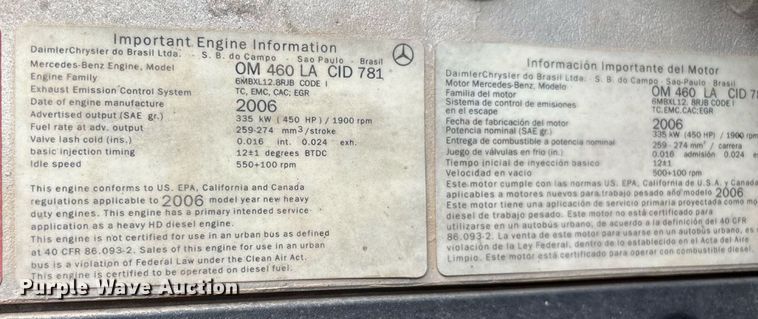 Important Engine Information
DaimlerChrysler do Brasil Ltda. - S. B. do Campo - Sao Paulo - Brasil
Mercedes-Benz Engine, Model OM 460 LA CID 781
Engine Family 6MBXL12.8RJB CODE I
Exhaust Emission Control System TC, EMC, CAC; EGR
Date of engine manufacture 2006
Advertised output (SAE gr.) 335 kW (450 HP) / 1900 rpm
Fuel rate at adv. output 259-274 mm³/stroke
Valve lash cold (ins.) 0.016 int. 0.024 exh.
basic injection timing 12±1 degrees BTDC
Idle speed 550+100 rpm
This engine conforms to US. EPA, California and Canada
regulations applicable to 2006 model year new heavy
duty engines. This engine has a primary intended service
application as a heavy HD diesel engine.
This engine is not certified for use in an urban bus as defined
at 40 CFR 86.093-2. Sales of this engine for use in an urban
bus is a violation of Federal Law under the Clean Air Act.
This engine is certified to be operated on diesel fuel.
Información Importante del Motor
DaimlerChrysler do Brasil Ltda. - S. B. do Campo - Sao Paulo - Brasil
Motor Mercedes-Benz, Modelo OM 460 LA CID 78
Familia del motor 6MBXL12. 8RJB CODE I
Sistema de control de emisiones TC,EMC,CAC;EGR
en el escape
Fecha de fabricación del motor 2006
Potencia nominal (SAE gr.) 335 kW (450 HP) / 1900 rpm
Entrega de combustible a potencia nominal 259-274 mm³ / carrera
Juego de válvulas en frío (in.) 0.016 admisión 0.024 es
Tiempo inicial de inyección basico 12±1
Velocidad en vacio 500+100 rpm
Este motor cumple con las normas US. EPA, California de U.S.A. y Canada
aplicables a motores nuevos para trabajo pesado año modelo 2006
Este motor tiene una aplicación de servicio primaria proyectada como mo
diesel de trabajo pesado. Este motor no está certificado para
utilizarse en un autobús urbano; de acuerdo a la definición del 40 CFR
86.093-2. La venta de este motor para usarse en un autobús urbano, es un
violación de la Ley Federal, dentro de lo establecido en el Acta del Aire
Limpio. Este motor está certificado para operar con combustible diesel.
Purple Wave Auction